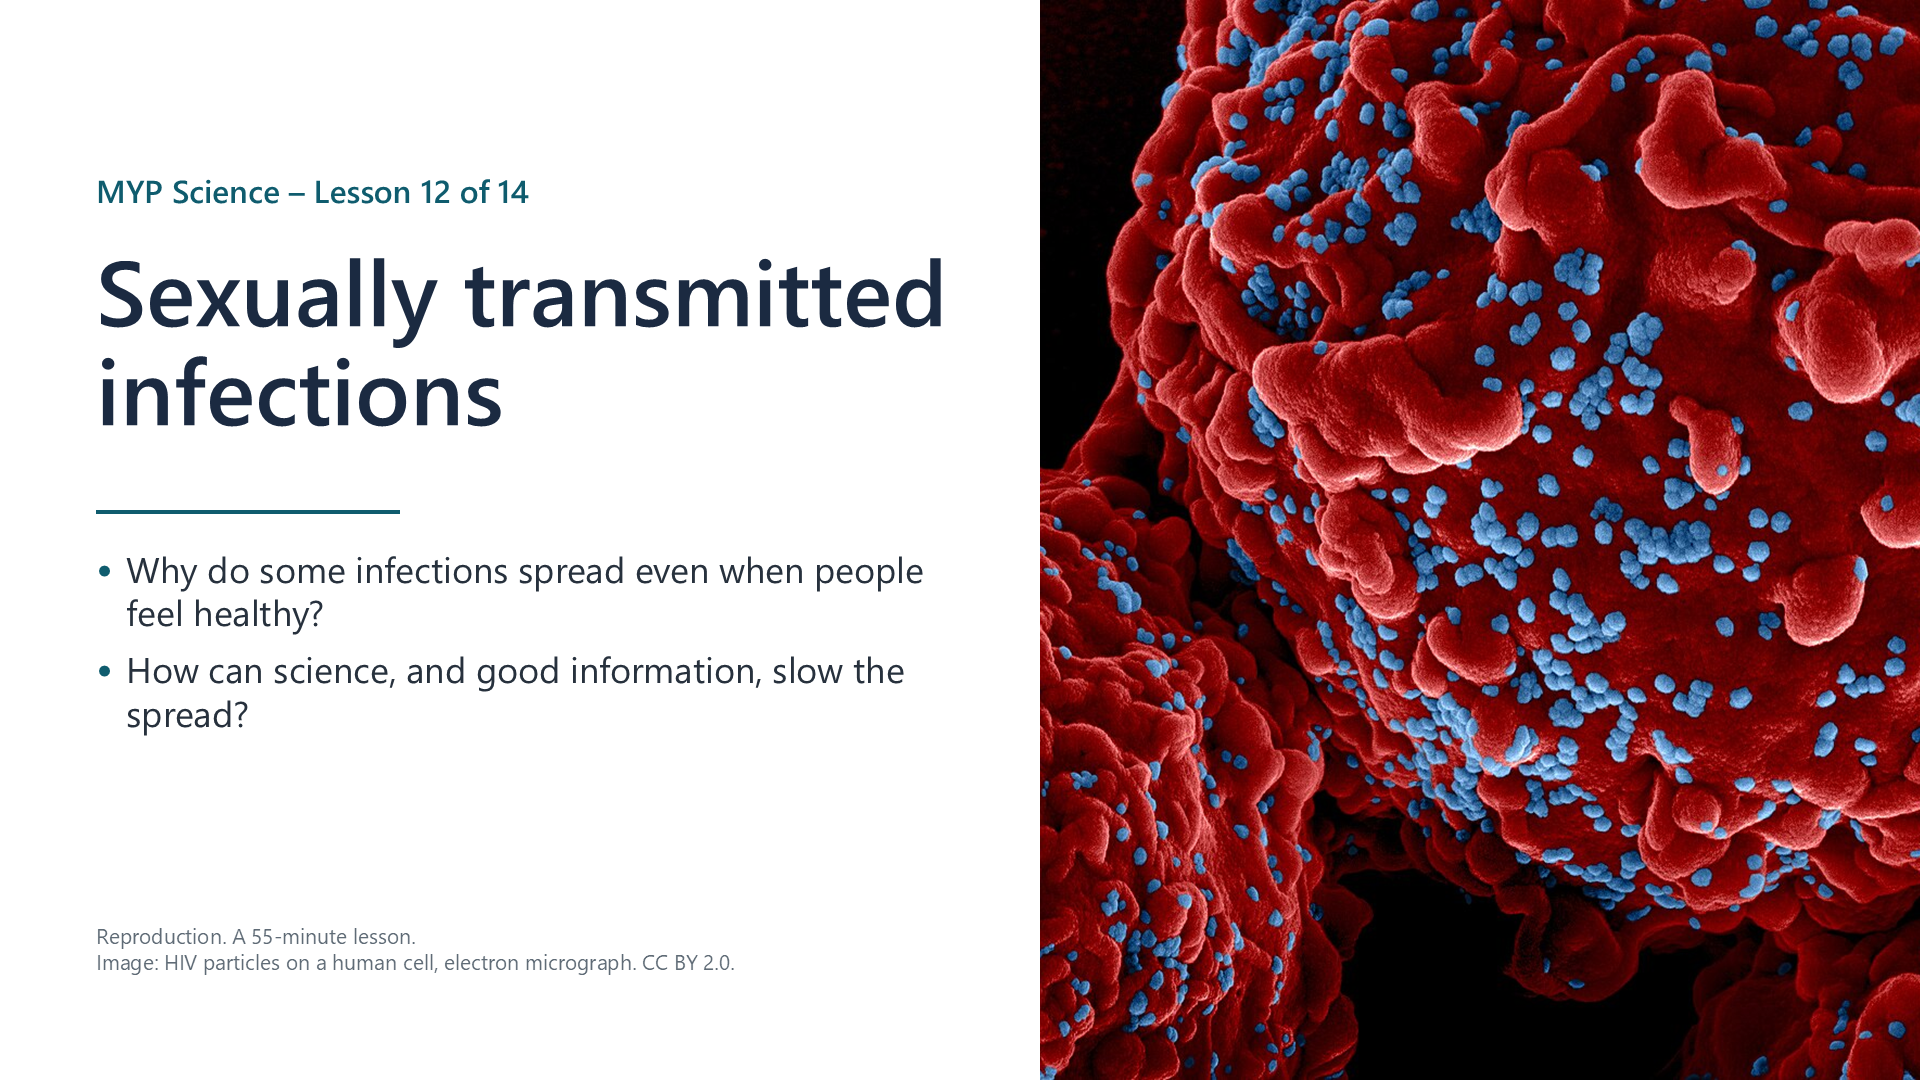 MYP Science – Lesson 12 of 14
Sexually transmitted
infections
• Why do some infections spread even when people
feel healthy?
• How can science, and good information, slow the
spread?
Reproduction. A 55-minute lesson.
Image: HIV particles on a human cell, electron micrograph. CC BY 2.0.